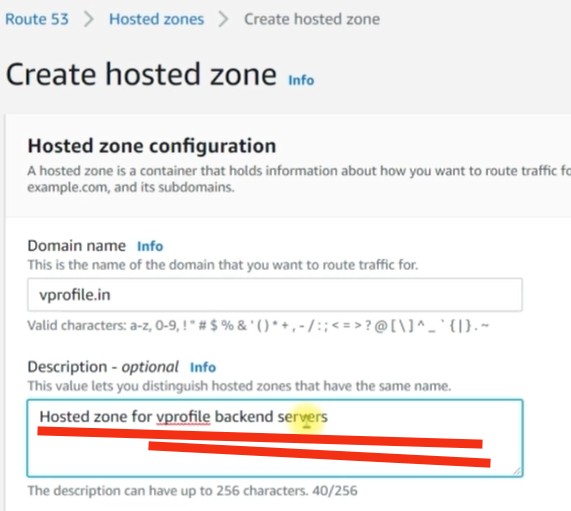 Route 53 > Hosted zones > Create hosted zone
Create hosted zone Info
Hosted zone configuration
A hosted zone is a container that holds information about how you want to route traffic fo
example.com, and its subdomains.
Domain name Info
This is the name of the domain that you want to route traffic for.
vprofile.in
Valid characters: a-z, 0-9, ! " # $ % & ' ( ) * + , - / : ; < = > ? @ [ \ ] ^ _ ` { | } . ~
Description - optional Info
This value lets you distinguish hosted zones that have the same name.
Hosted zone for vprofile backend servers
The description can have up to 256 characters. 40/256